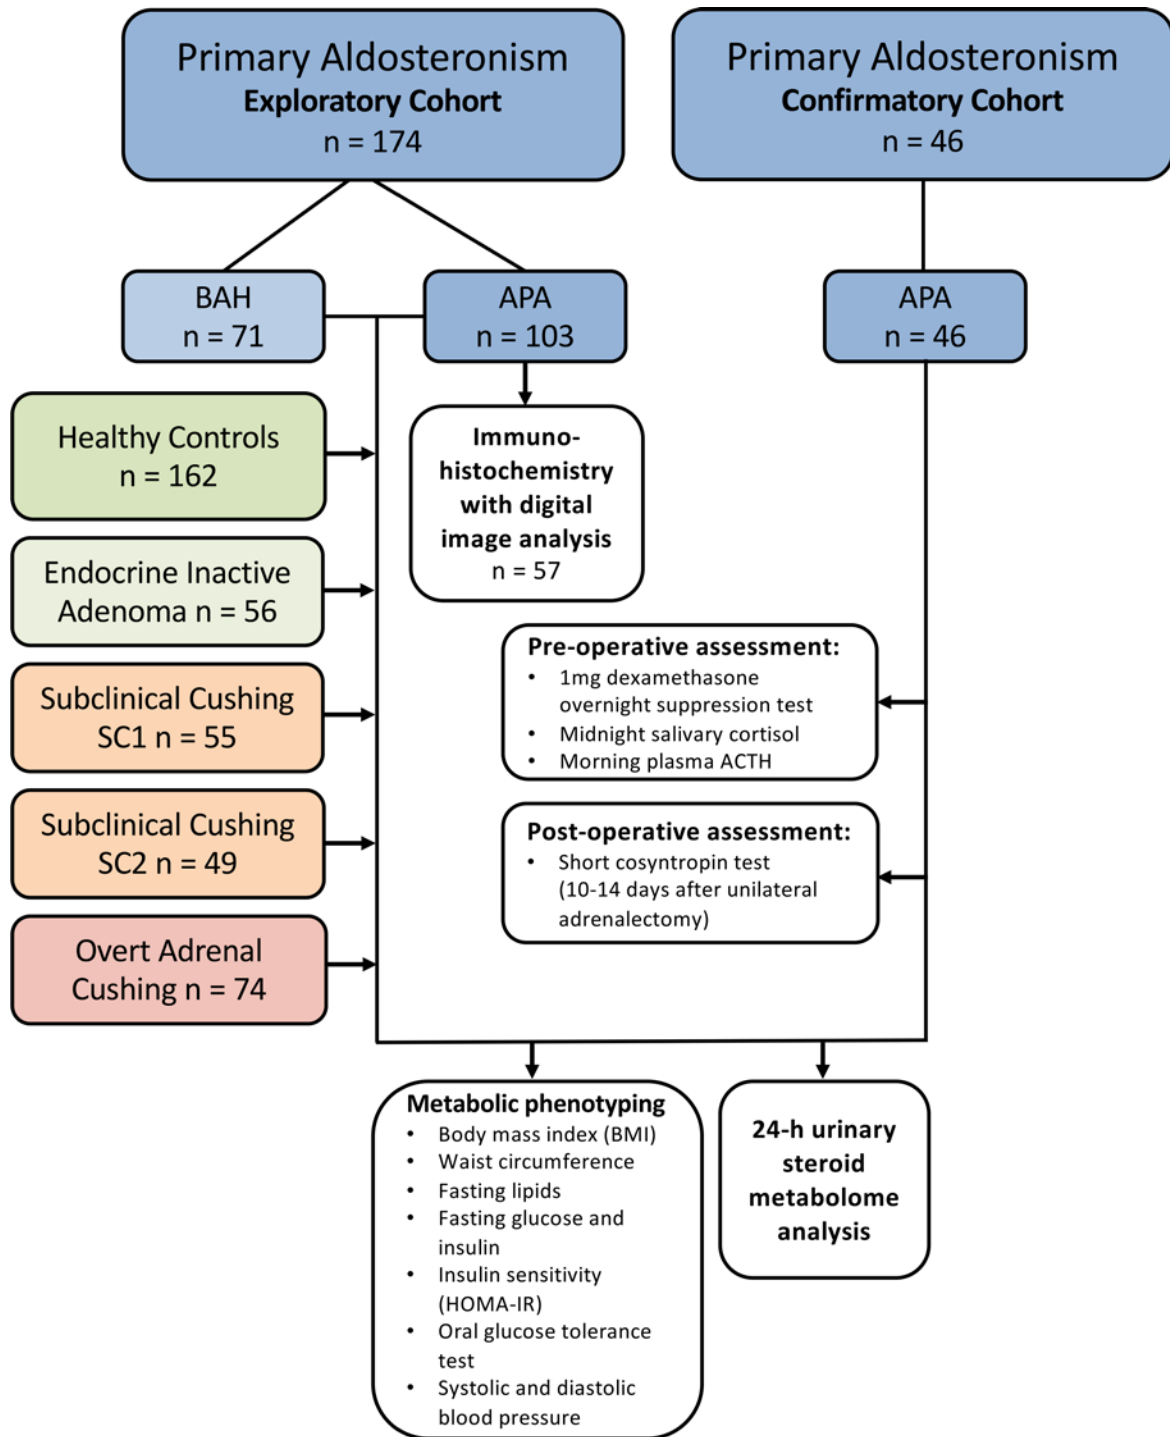 Primary Aldosteronism
Exploratory Cohort
n = 174
Primary Aldosteronism
Confirmatory Cohort
n = 46
BAH
n = 71
APA
n = 103
APA
n = 46
Healthy Controls
n = 162
Endocrine Inactive
Adenoma n = 56
Subclinical Cushing
SC1 n = 55
Subclinical Cushing
SC2 n = 49
Overt Adrenal
Cushing n = 74
Immuno-
histochemistry
with digital
image analysis
n = 57
Pre-operative assessment:
• 1mg dexamethasone
overnight suppression test
• Midnight salivary cortisol
• Morning plasma ACTH
Post-operative assessment:
• Short cosyntropin test
(10-14 days after unilateral
adrenalectomy)
Metabolic phenotyping
• Body mass index (BMI)
• Waist circumference
• Fasting lipids
• Fasting glucose and
insulin
• Insulin sensitivity
(HOMA-IR)
• Oral glucose tolerance
test
• Systolic and diastolic
blood pressure
24-h urinary
steroid
metabolome
analysis